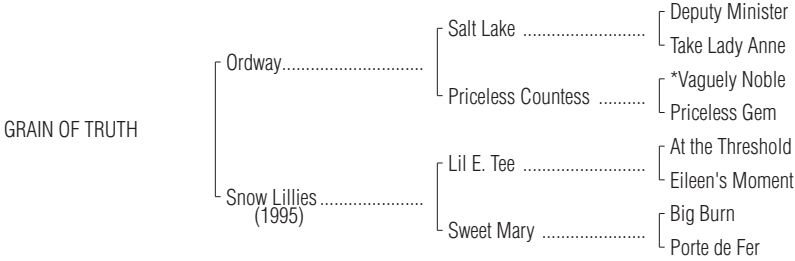 Deputy Minister
Salt Lake ..........................
Take Lady Anne
Ordway..............................
*Vaguely Noble
Priceless Countess ..........
Priceless Gem
GRAIN OF TRUTH
At the Threshold
Lil E. Tee ..........................
Eileen's Moment
Snow Lillies......................
(1995)
Big Burn
Sweet Mary ......................
Porte de Fer